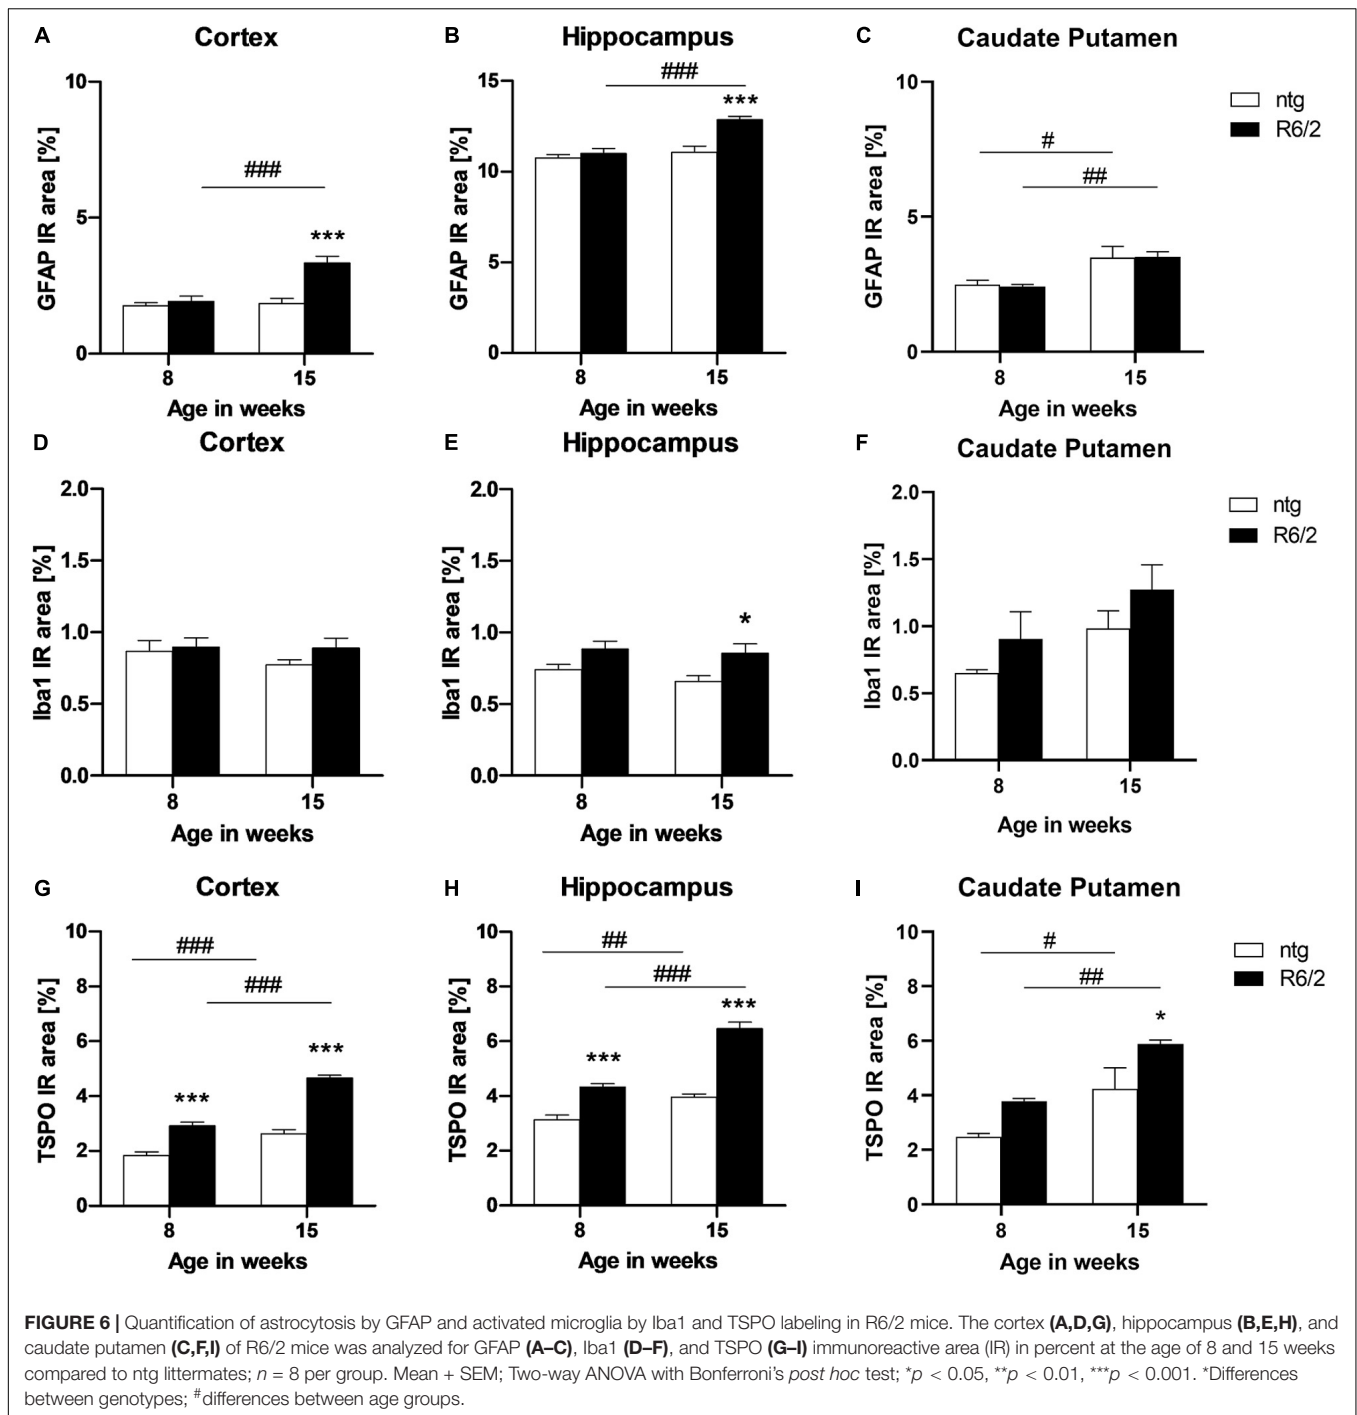 A
Cortex
10
5
0
GFAP IR area [%]
###
***
8
15
Age in weeks
B
Hippocampus
15
10
5
0
GFAP IR area [%]
###
***
8
15
Age in weeks
C
Caudate Putamen
10
5
0
GFAP IR area [%]
#
##
8
15
Age in weeks
ntg
R6/2
D
Cortex
2.0
1.5
1.0
0.5
0.0
Iba1 IR area [%]
8
15
Age in weeks
E
Hippocampus
2.0
1.5
1.0
0.5
0.0
Iba1 IR area [%]
*
8
15
Age in weeks
F
Caudate Putamen
2.0
1.5
1.0
0.5
0.0
Iba1 IR area [%]
8
15
Age in weeks
ntg
R6/2
G
Cortex
10
8
6
4
2
0
TSPO IR area [%]
###
###
***
***
8
15
Age in weeks
H
Hippocampus
10
8
6
4
2
0
TSPO IR area [%]
##
###
***
***
8
15
Age in weeks
I
Caudate Putamen
10
8
6
4
2
0
TSPO IR area [%]
#
##
*
8
15
Age in weeks
ntg
R6/2
FIGURE 6 | Quantification of astrocytosis by GFAP and activated microglia by Iba1 and TSPO labeling in R6/2 mice. The cortex (A,D,G), hippocampus (B,E,H), and
caudate putamen (C,F,I) of R6/2 mice was analyzed for GFAP (A–C), Iba1 (D–F), and TSPO (G–I) immunoreactive area (IR) in percent at the age of 8 and 15 weeks
compared to ntg littermates; n = 8 per group. Mean + SEM; Two-way ANOVA with Bonferroni's post hoc test; *p < 0.05, **p < 0.01, ***p < 0.001. *Differences
between genotypes; #differences between age groups.